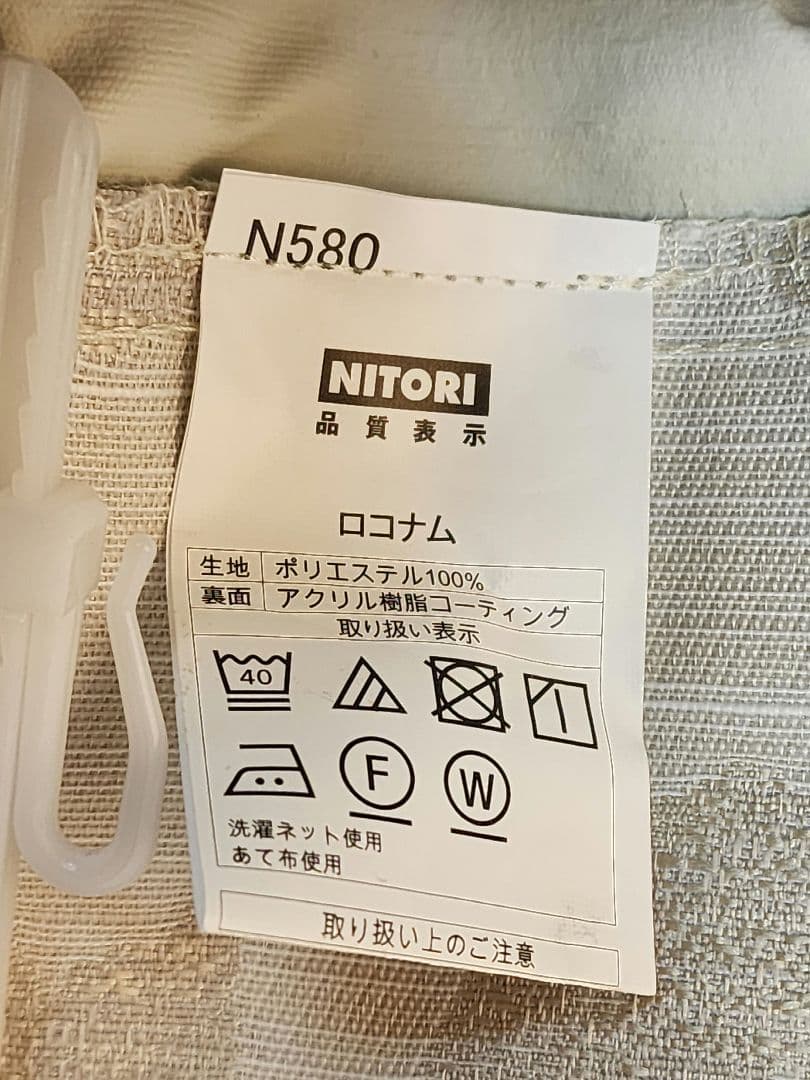 N580
NITORI
品質表示
ロコナム
生地 ポリエステル100%
裏面 アクリル樹脂コーティング
取り扱い表示
40
F W
洗濯ネット使用
あて布使用
取り扱い上のご注意